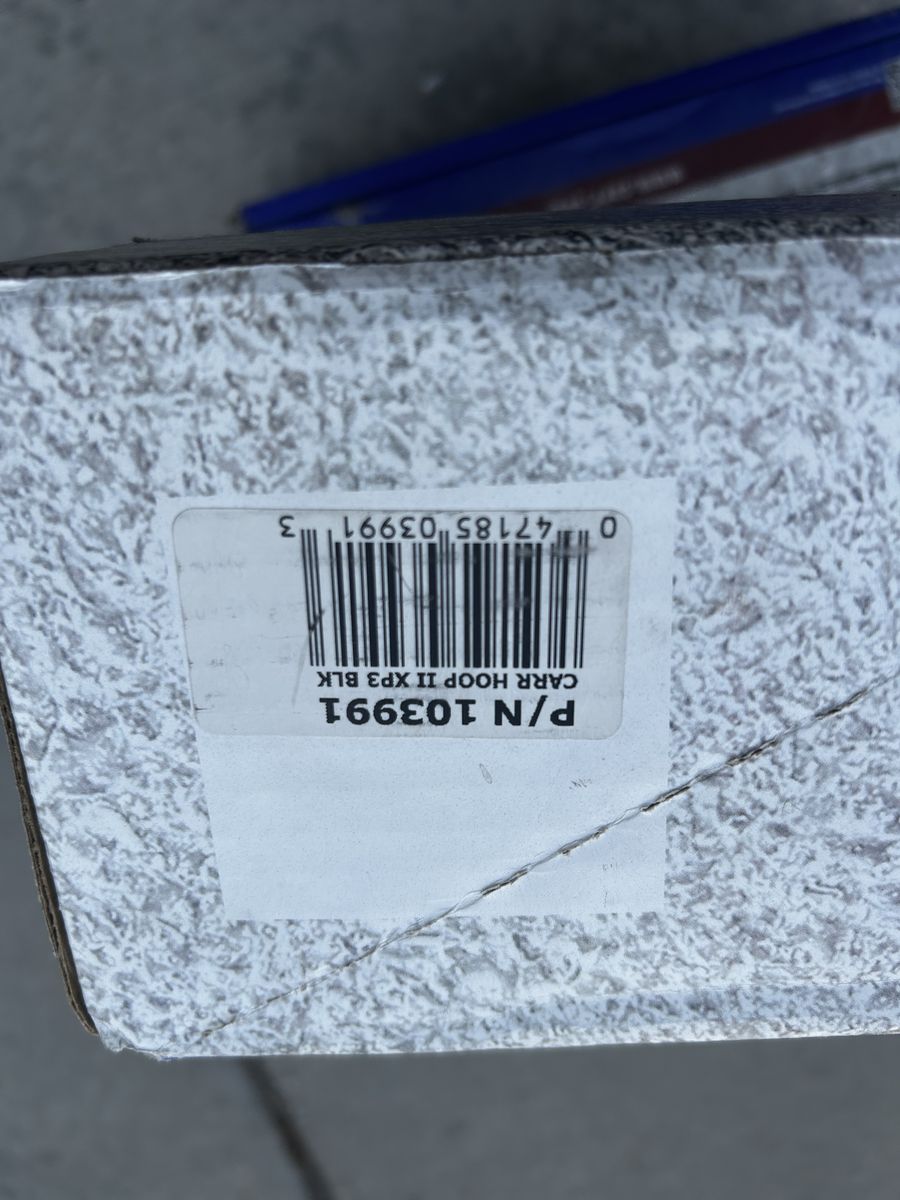 P/N 103991
CARR HOOP II XP3 BLK
0 47185 03991 3